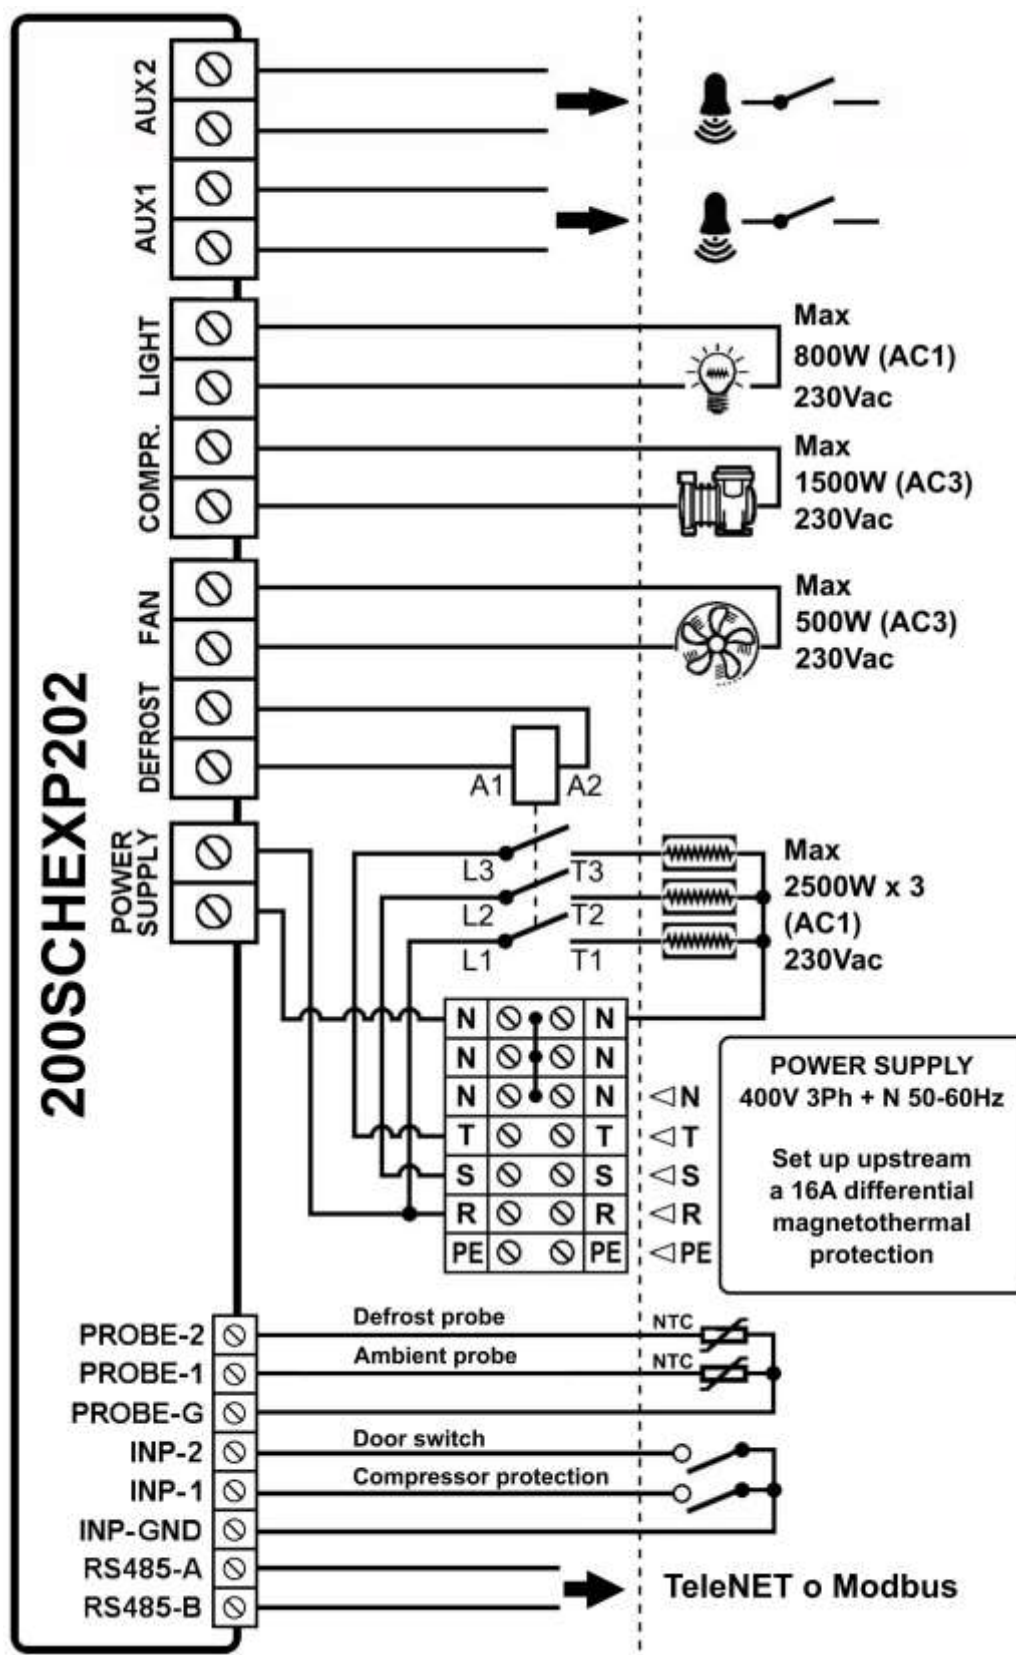 200SCHEXP202
AUX2
AUX1
LIGHT
Max
800W (AC1)
230Vac
COMPR.
Max
1500W (AC3)
230Vac
FAN
Max
500W (AC3)
230Vac
DEFROST
A1 A2
POWER
SUPPLY
L3 T3
L2 T2
L1 T1
Max
2500W x 3
(AC1)
230Vac
N N
N N
N N N
T T T
S S S
R R R
PE PE PE
POWER SUPPLY
400V 3Ph + N 50-60Hz
Set up upstream
a 16A differential
magnetothermal
protection
PROBE-2 Defrost probe NTC
PROBE-1 Ambient probe NTC
PROBE-G
INP-2 Door switch
INP-1 Compressor protection
INP-GND
RS485-A
RS485-B
TeleNET o Modbus